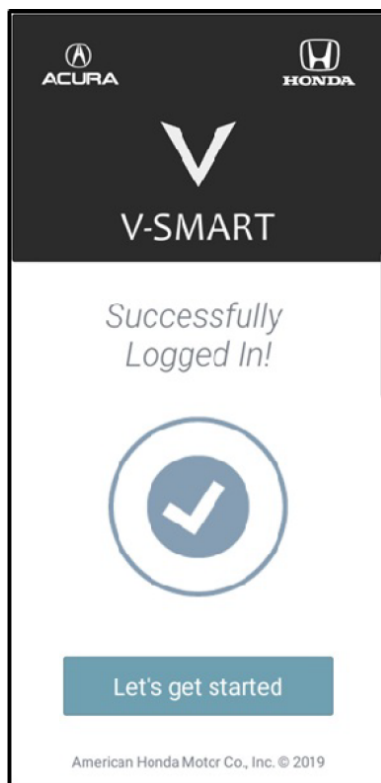 ACURA
HONDA
V-SMART
Successfully
Logged In!
Let's get started
American Honda Motor Co., Inc. © 2019